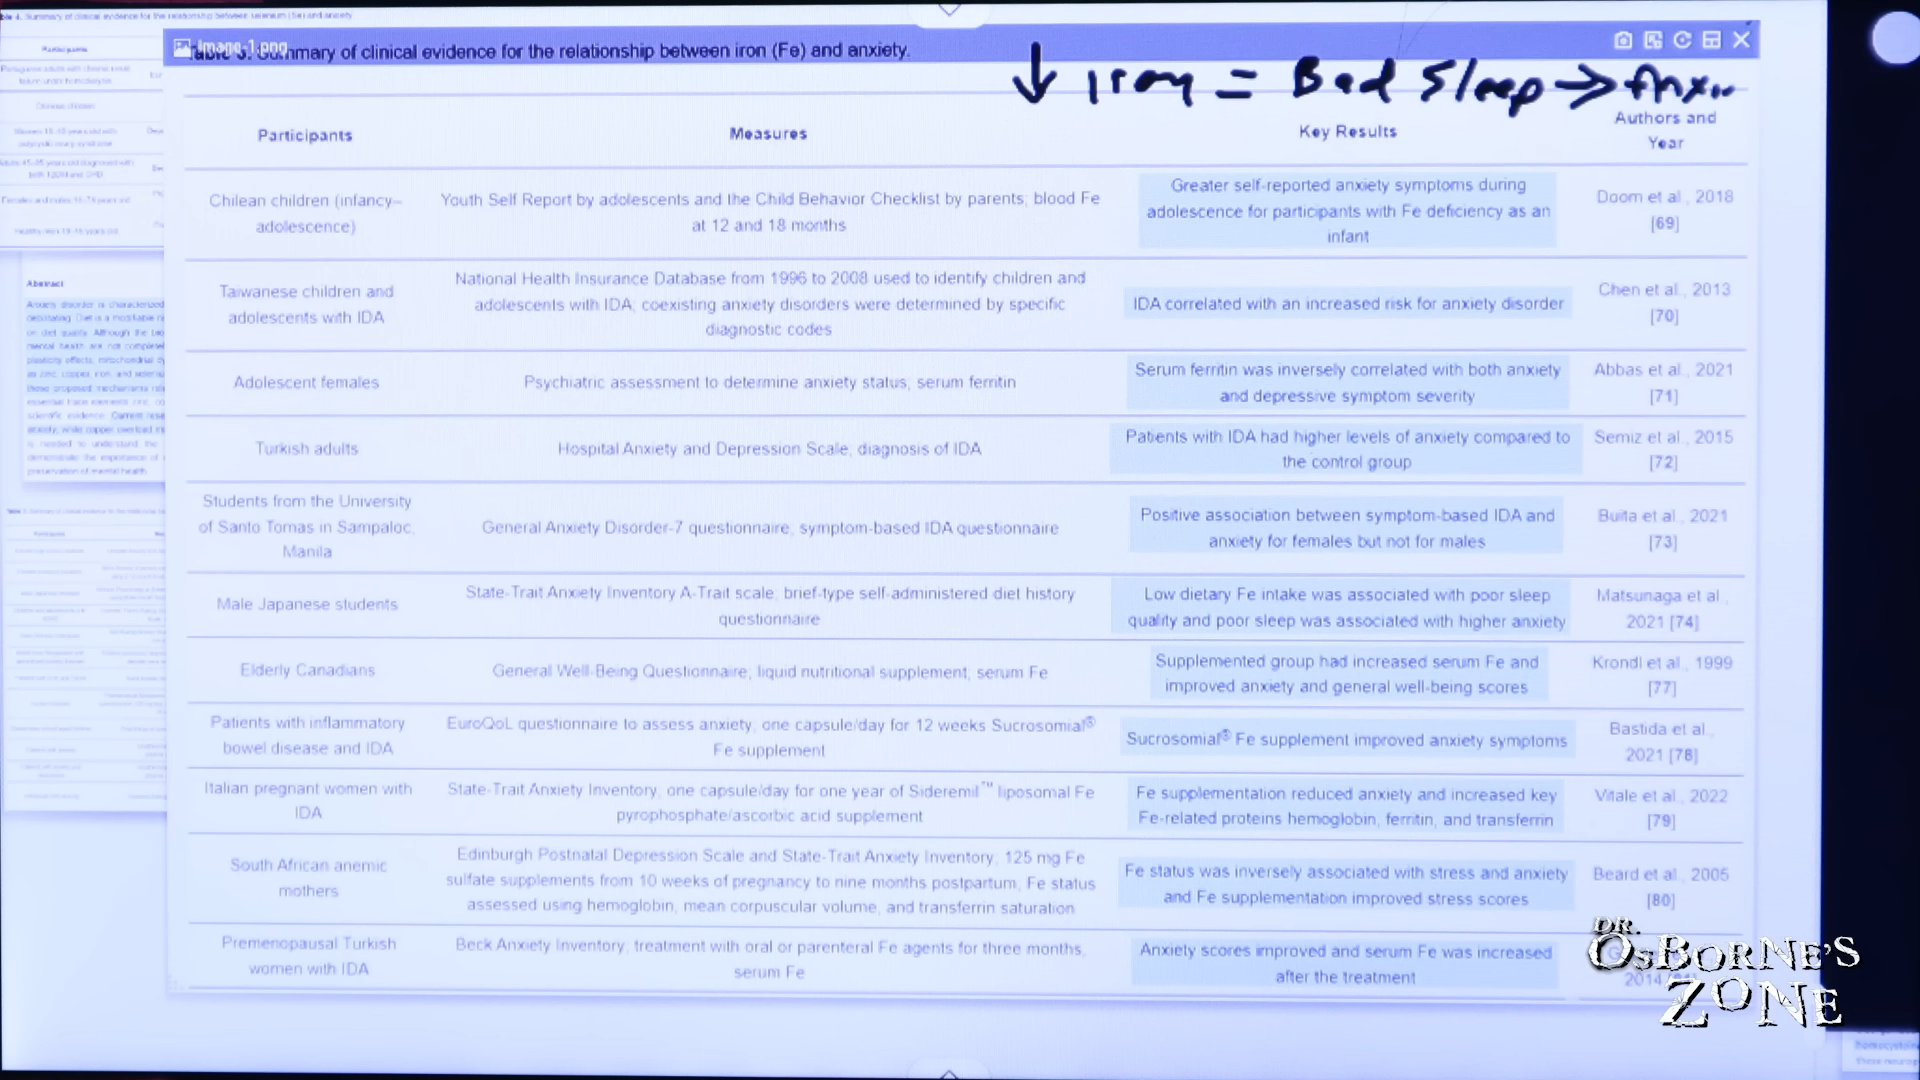 Table 3. Summary of clinical evidence for the relationship between iron (Fe) and anxiety.
Image-1.png
↓ Iron = Bad Sleep →
Participants
Measures
Key Results
Authors and
Year
Chilean children (infancy–
adolescence)
Youth Self Report by adolescents and the Child Behavior Checklist by parents; blood Fe
at 12 and 18 months
Greater self-reported anxiety symptoms during
adolescence for participants with Fe deficiency as an
infant
Doom et al., 2018
[69]
Taiwanese children and
adolescents with IDA
National Health Insurance Database from 1996 to 2008 used to identify children and
adolescents with IDA; coexisting anxiety disorders were determined by specific
diagnostic codes
IDA correlated with an increased risk for anxiety disorder
Chen et al., 2013
[70]
Adolescent females
Psychiatric assessment to determine anxiety status; serum ferritin
Serum ferritin was inversely correlated with both anxiety
and depressive symptom severity
Abbas et al., 2021
[71]
Turkish adults
Hospital Anxiety and Depression Scale; diagnosis of IDA
Patients with IDA had higher levels of anxiety compared to
the control group
Semiz et al., 2015
[72]
Students from the University
of Santo Tomas in Sampaloc,
Manila
General Anxiety Disorder-7 questionnaire; symptom-based IDA questionnaire
Positive association between symptom-based IDA and
anxiety for females but not for males
Buita et al., 2021
[73]
Male Japanese students
State-Trait Anxiety Inventory A-Trait scale; brief-type self-administered diet history
questionnaire
Low dietary Fe intake was associated with poor sleep
quality and poor sleep was associated with higher anxiety
Matsunaga et al.,
2021 [74]
Elderly Canadians
General Well-Being Questionnaire; liquid nutritional supplement; serum Fe
Supplemented group had increased serum Fe and
improved anxiety and general well-being scores
Krondl et al., 1999
[77]
Patients with inflammatory
bowel disease and IDA
EuroQoL questionnaire to assess anxiety; one capsule/day for 12 weeks Sucrosomial®
Fe supplement
Sucrosomial® Fe supplement improved anxiety symptoms
Bastida et al.,
2021 [78]
Italian pregnant women with
IDA
State-Trait Anxiety Inventory; one capsule/day for one year of Sideremil™ liposomal Fe
pyrophosphate/ascorbic acid supplement
Fe supplementation reduced anxiety and increased key
Fe-related proteins hemoglobin, ferritin, and transferrin
Vitale et al., 2022
[79]
South African anemic
mothers
Edinburgh Postnatal Depression Scale and State-Trait Anxiety Inventory; 125 mg Fe
sulfate supplements from 10 weeks of pregnancy to nine months postpartum; Fe status
assessed using hemoglobin, mean corpuscular volume, and transferrin saturation
Fe status was inversely associated with stress and anxiety
and Fe supplementation improved stress scores
Beard et al., 2005
[80]
Premenopausal Turkish
women with IDA
Beck Anxiety Inventory; treatment with oral or parenteral Fe agents for three months;
serum Fe
Anxiety scores improved and serum Fe was increased
after the treatment
2014
Abstract
DR.
OSBORNE'S
ZONE